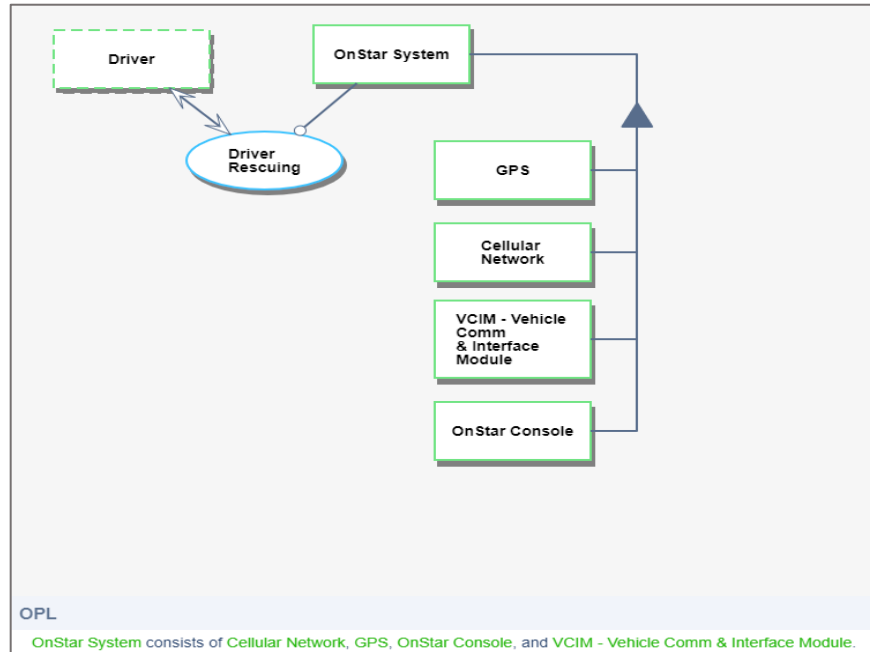 Driver
OnStar System
Driver
Rescuing
GPS
Cellular
Network
VCIM - Vehicle
Comm
& Interface
Module
OnStar Console
OPL
OnStar System consists of Cellular Network, GPS, OnStar Console, and VCIM - Vehicle Comm & Interface Module.